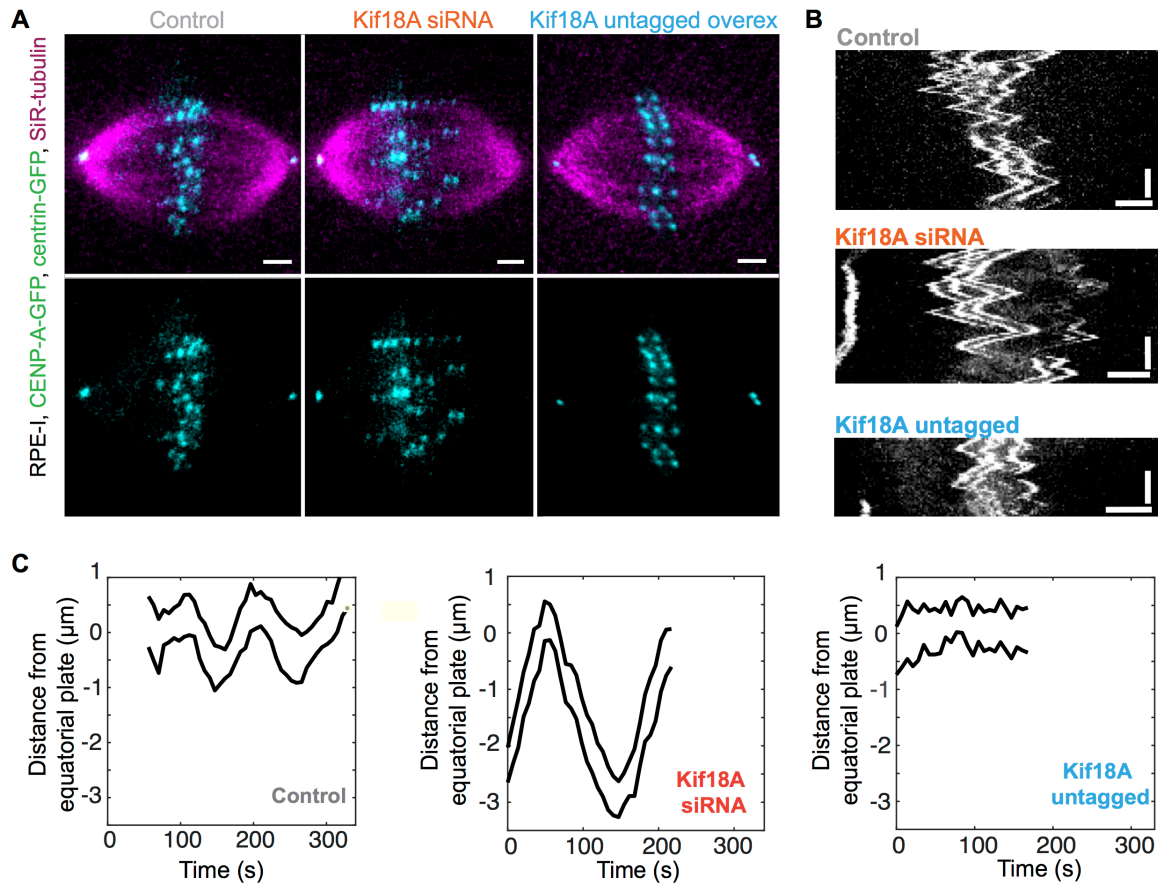 A
Control
Kif18A siRNA
Kif18A untagged overex
RPE-I, CENP-A-GFP, centrin-GFP, SiR-tubulin
B
Control
Kif18A siRNA
Kif18A untagged
C
Distance from
equatorial plate (µm)
1
0
-1
-2
-3
Control
0 100 200 300
Time (s)
Distance from
equatorial plate (µm)
1
0
-1
-2
-3
Kif18A
siRNA
0 100 200 300
Time (s)
Distance from
equatorial plate (µm)
1
0
-1
-2
-3
Kif18A
untagged
0 100 200 300
Time (s)